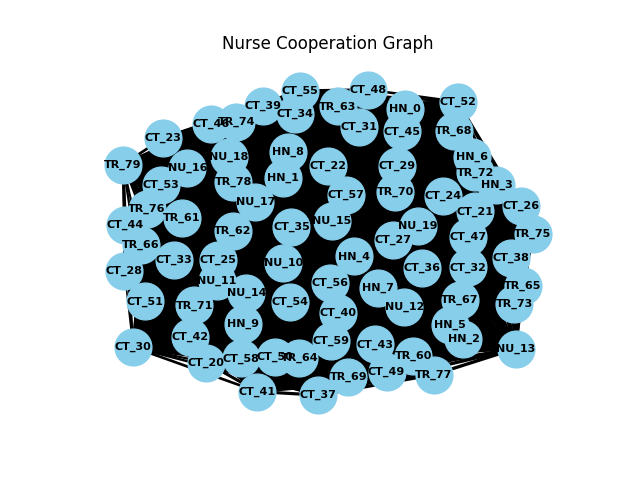 Nurse Cooperation Graph
CT_55
CT_48
CT_52
CT_39
TR_63
HN_0
CT_34
CT_46
TR_74
CT_31
CT_45
TR_68
CT_23
HN_8
NU_18
HN_6
TR_79
NU_16
CT_22
CT_29
TR_72
HN_1
TR_78
CT_53
HN_3
TR_70
CT_57
CT_24
NU_17
CT_26
TR_76
CT_21
TR_61
NU_15
CT_44
CT_35
NU_19
TR_62
TR_75
CT_47
CT_27
TR_66
HN_4
CT_38
CT_33
CT_25
NU_10
CT_36
CT_32
CT_28
NU_11
CT_56
TR_65
HN_7
NU_14
CT_51
CT_54
TR_67
TR_73
TR_71
NU_12
CT_40
HN_9
HN_5
CT_42
HN_2
CT_59
CT_43
CT_30
NU_13
TR_60
CT_58
TR_64
CT_20
CT_49
TR_69
TR_77
CT_41
CT_37